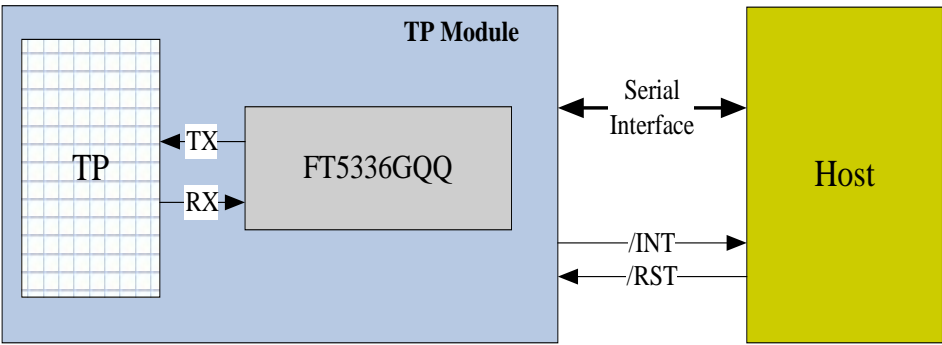 TP Module
TP
TX
RX
FT5336GQQ
Serial
Interface
/INT
/RST
Host